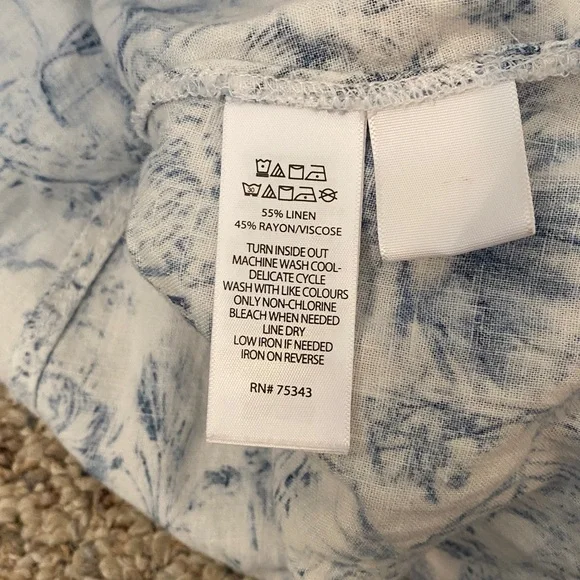 55% LINEN
45% RAYON/VISCOSE
TURN INSIDE OUT
MACHINE WASH COOL-
DELICATE CYCLE
WASH WITH LIKE COLOURS
ONLY NON-CHLORINE
BLEACH WHEN NEEDED
LINE DRY
LOW IRON IF NEEDED
IRON ON REVERSE
RN# 75343